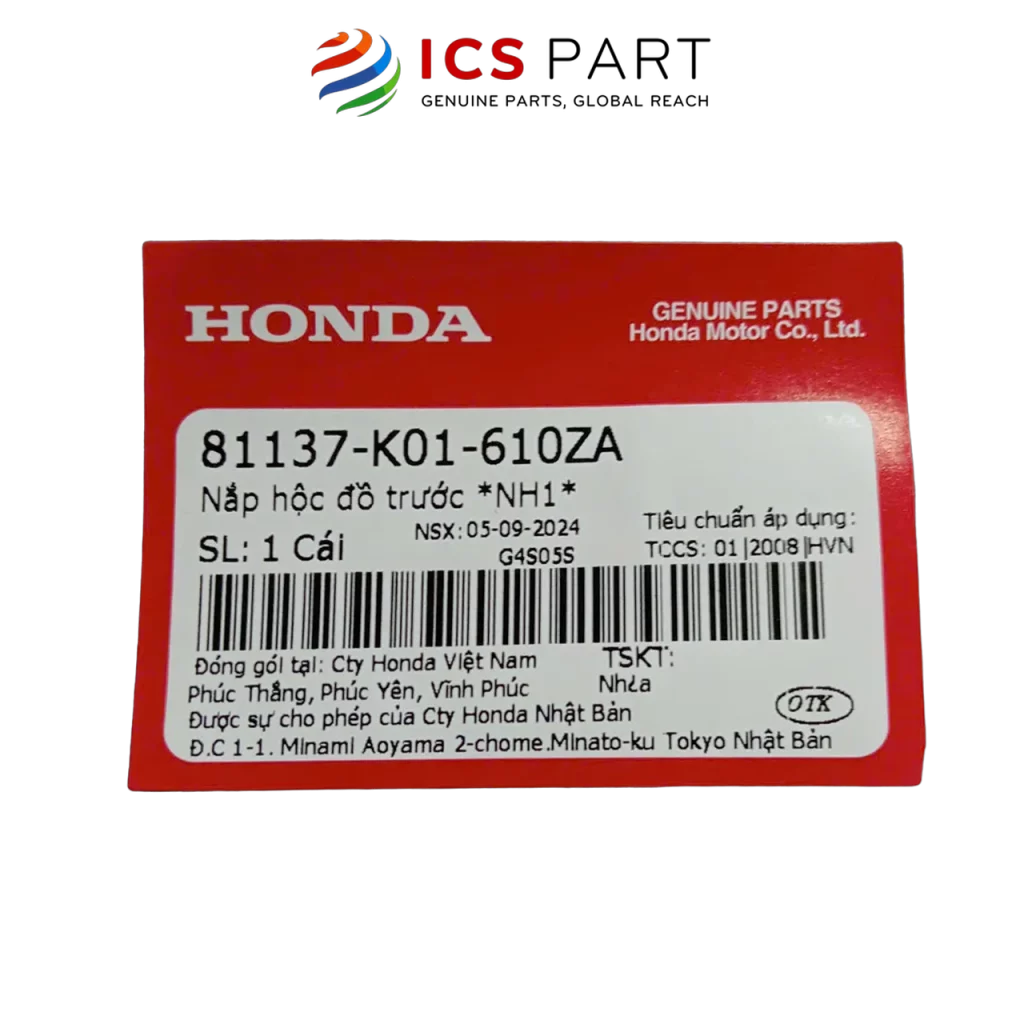 ICS PART
GENUINE PARTS, GLOBAL REACH
HONDA
GENUINE PARTS
Honda Motor Co., Ltd.
81137-K01-610ZA
Nắp hộc đồ trước *NH1*
NSX: 05-09-2024
Tiêu chuẩn áp dụng:
SL: 1 Cái
G4S05S
TCCS: 01|2008|HVN
Đóng gói tại: Cty Honda Việt Nam
TSKT:
Phúc Thắng, Phúc Yên, Vĩnh Phúc
Được sự cho phép của Cty Honda Nhật Bản
OTK
Đ.C 1-1. Minami Aoyama 2-chome.Minato-ku Tokyo Nhật Bản